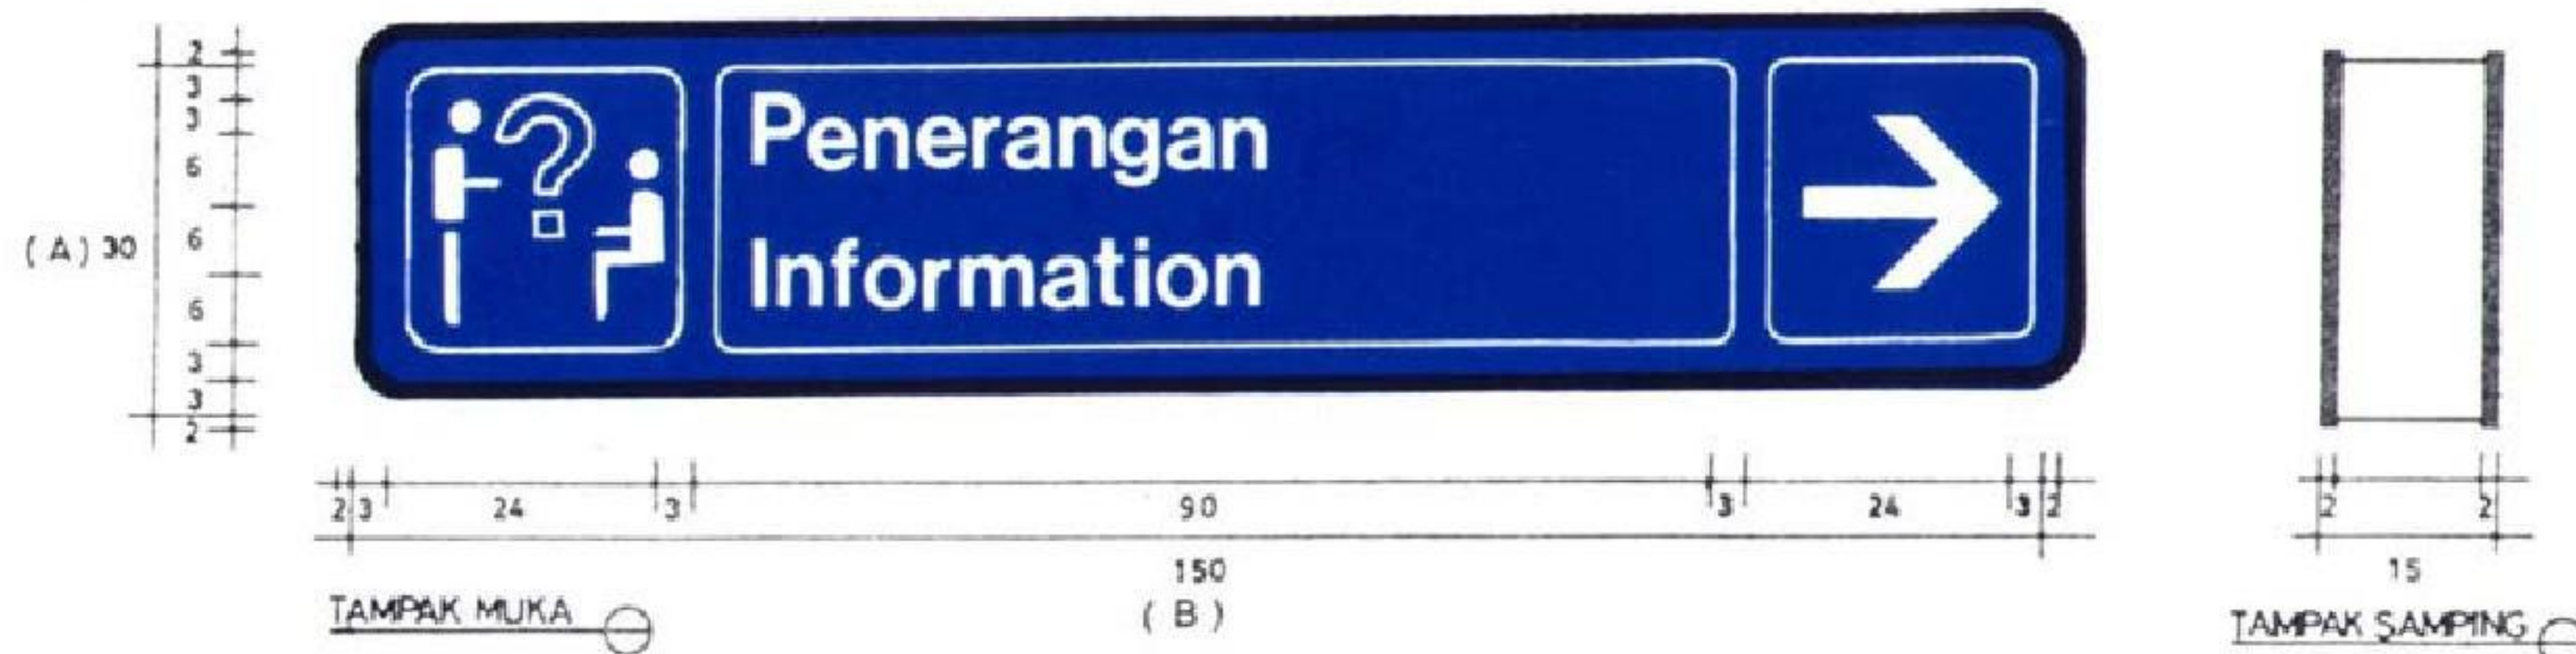 2
3
3
6
(A) 30
6
6
3
3
2
Penerangan
Information
2 3 24 3 90 3 24 3 2
150
(B)
TAMPAK MUKA
2 2
15
TAMPAK SAMPING